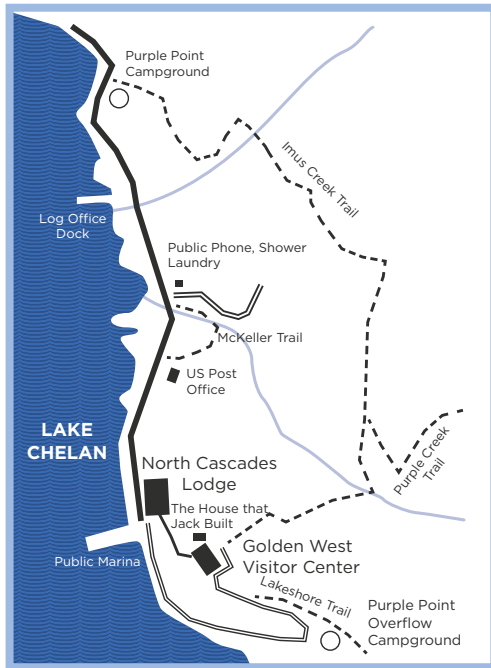 Purple Point
Campground
Imus Creek Trail
Log Office
Dock
Public Phone, Shower
Laundry
McKeller Trail
US Post
Office
LAKE
CHELAN
North Cascades
Lodge
Purple Creek
Trail
The House that
Jack Built
Public Marina
Golden West
Visitor Center
Lakeshore Trail
Purple Point
Overflow
Campground